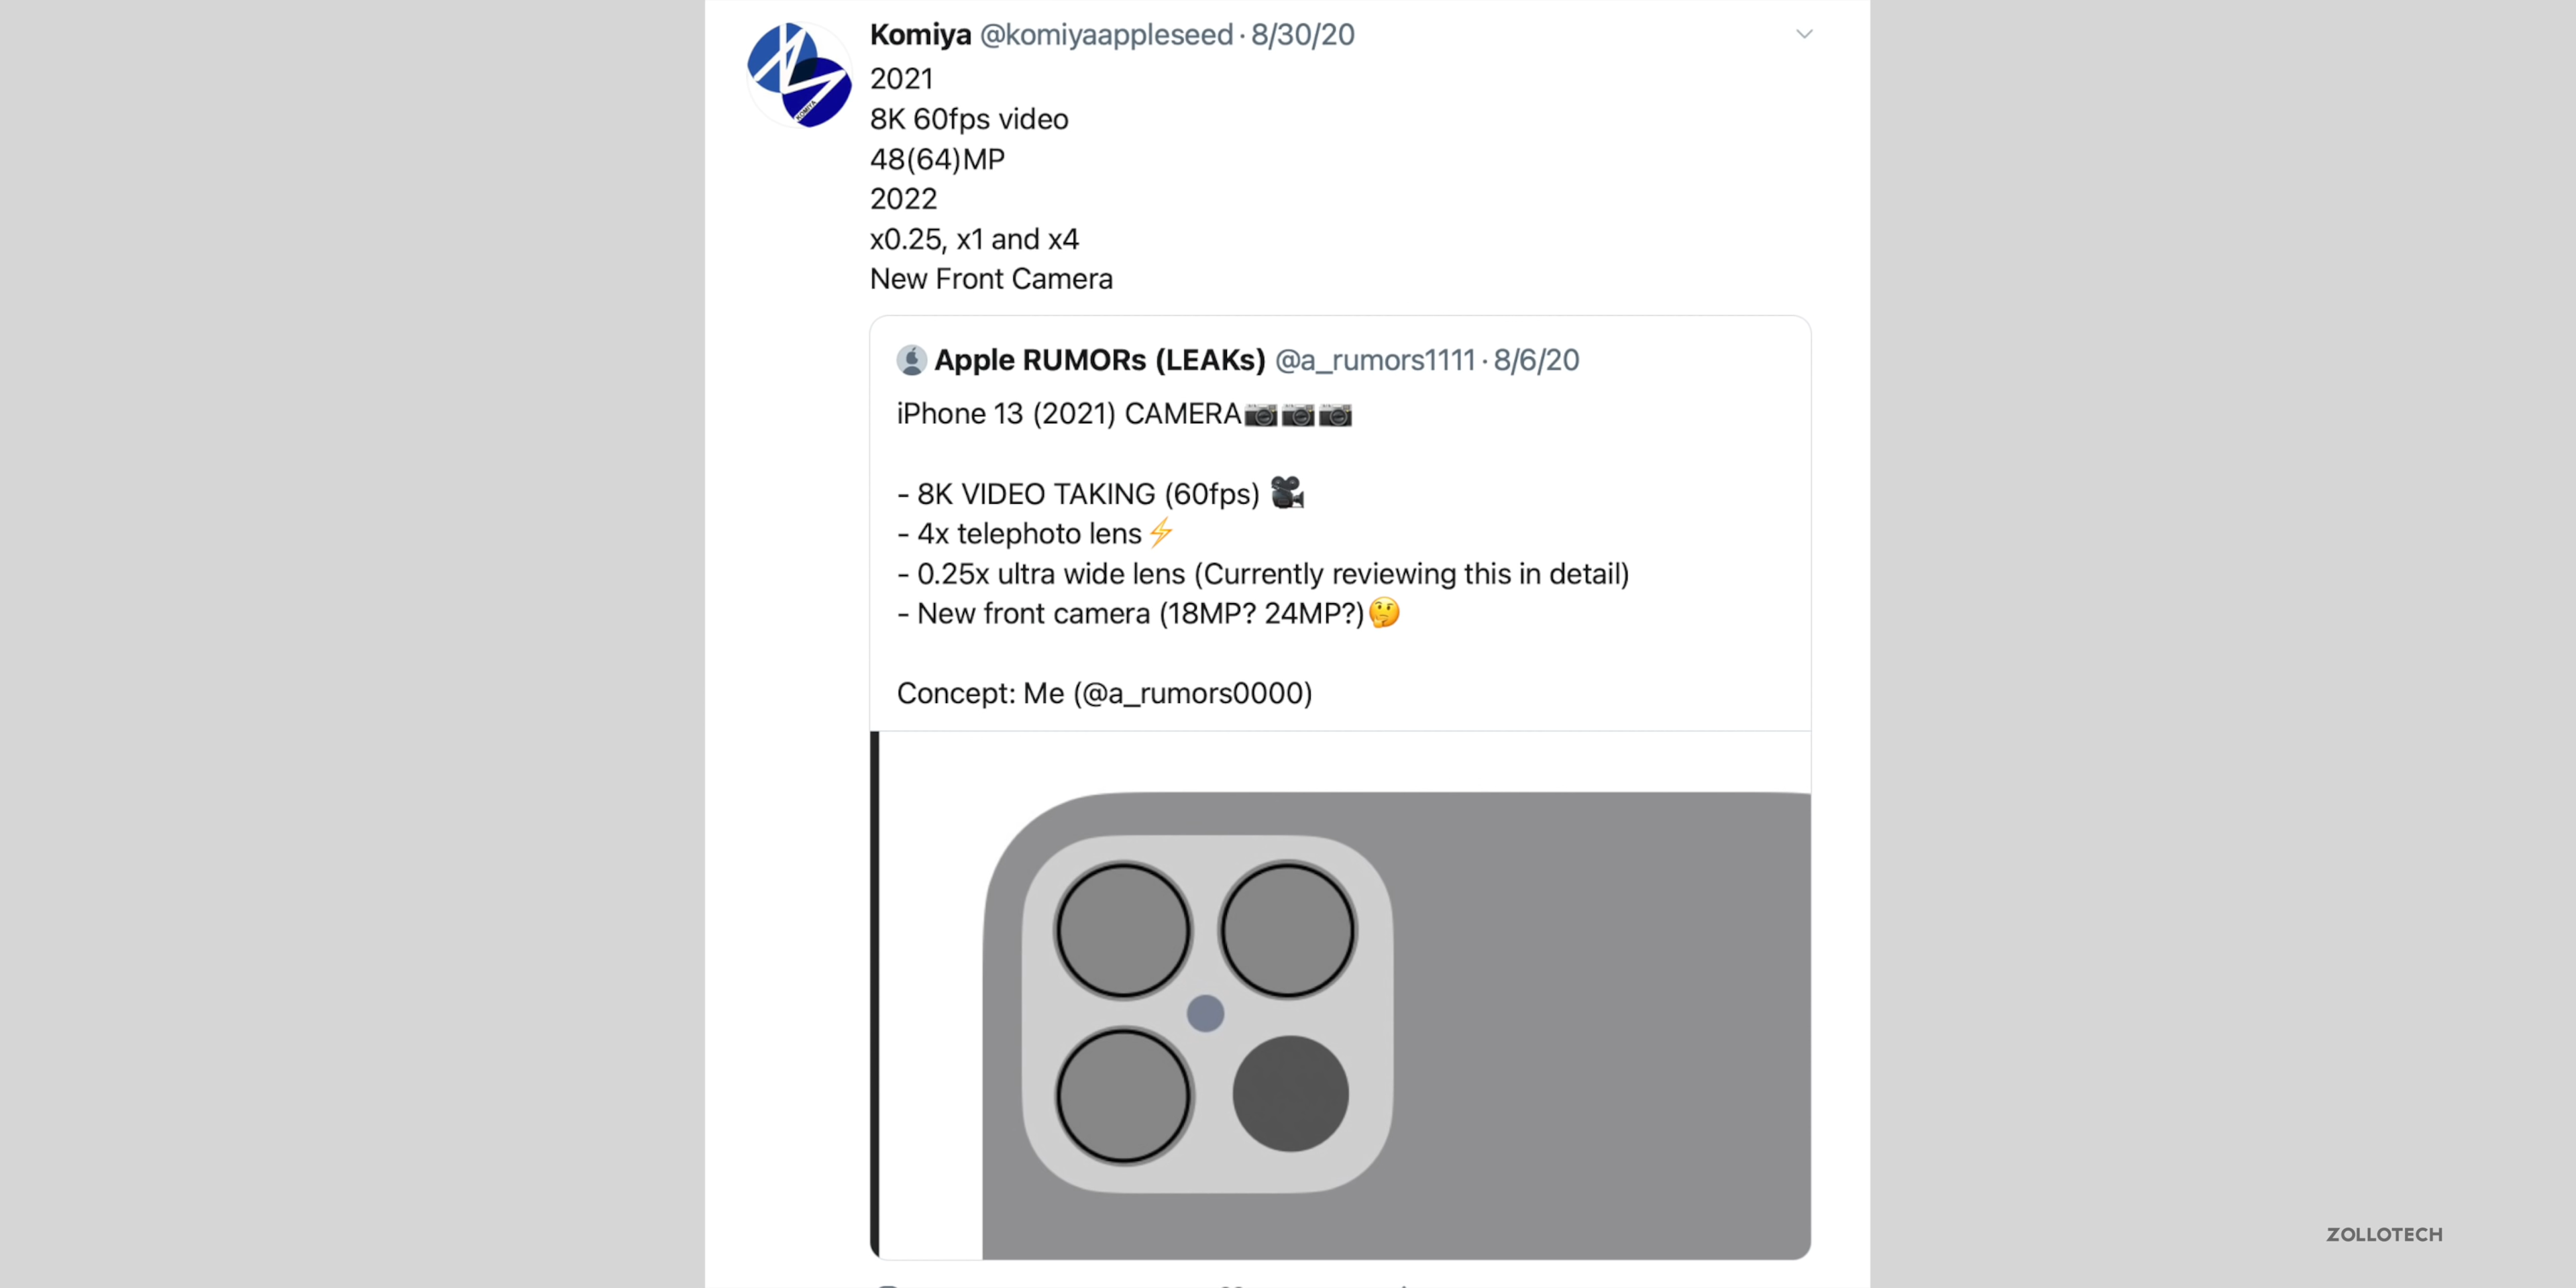 Komiya @komiyaappleseed · 8/30/20
2021
8K 60fps video
48(64)MP
2022
x0.25, x1 and x4
New Front Camera
KOMIYA
Apple RUMORs (LEAKs) @a_rumors1111 · 8/6/20
iPhone 13 (2021) CAMERA📷📷📷
- 8K VIDEO TAKING (60fps) 🎥
- 4x telephoto lens⚡
- 0.25x ultra wide lens (Currently reviewing this in detail)
- New front camera (18MP? 24MP?)🤔
Concept: Me (@a_rumors0000)
ZOLLOTECH